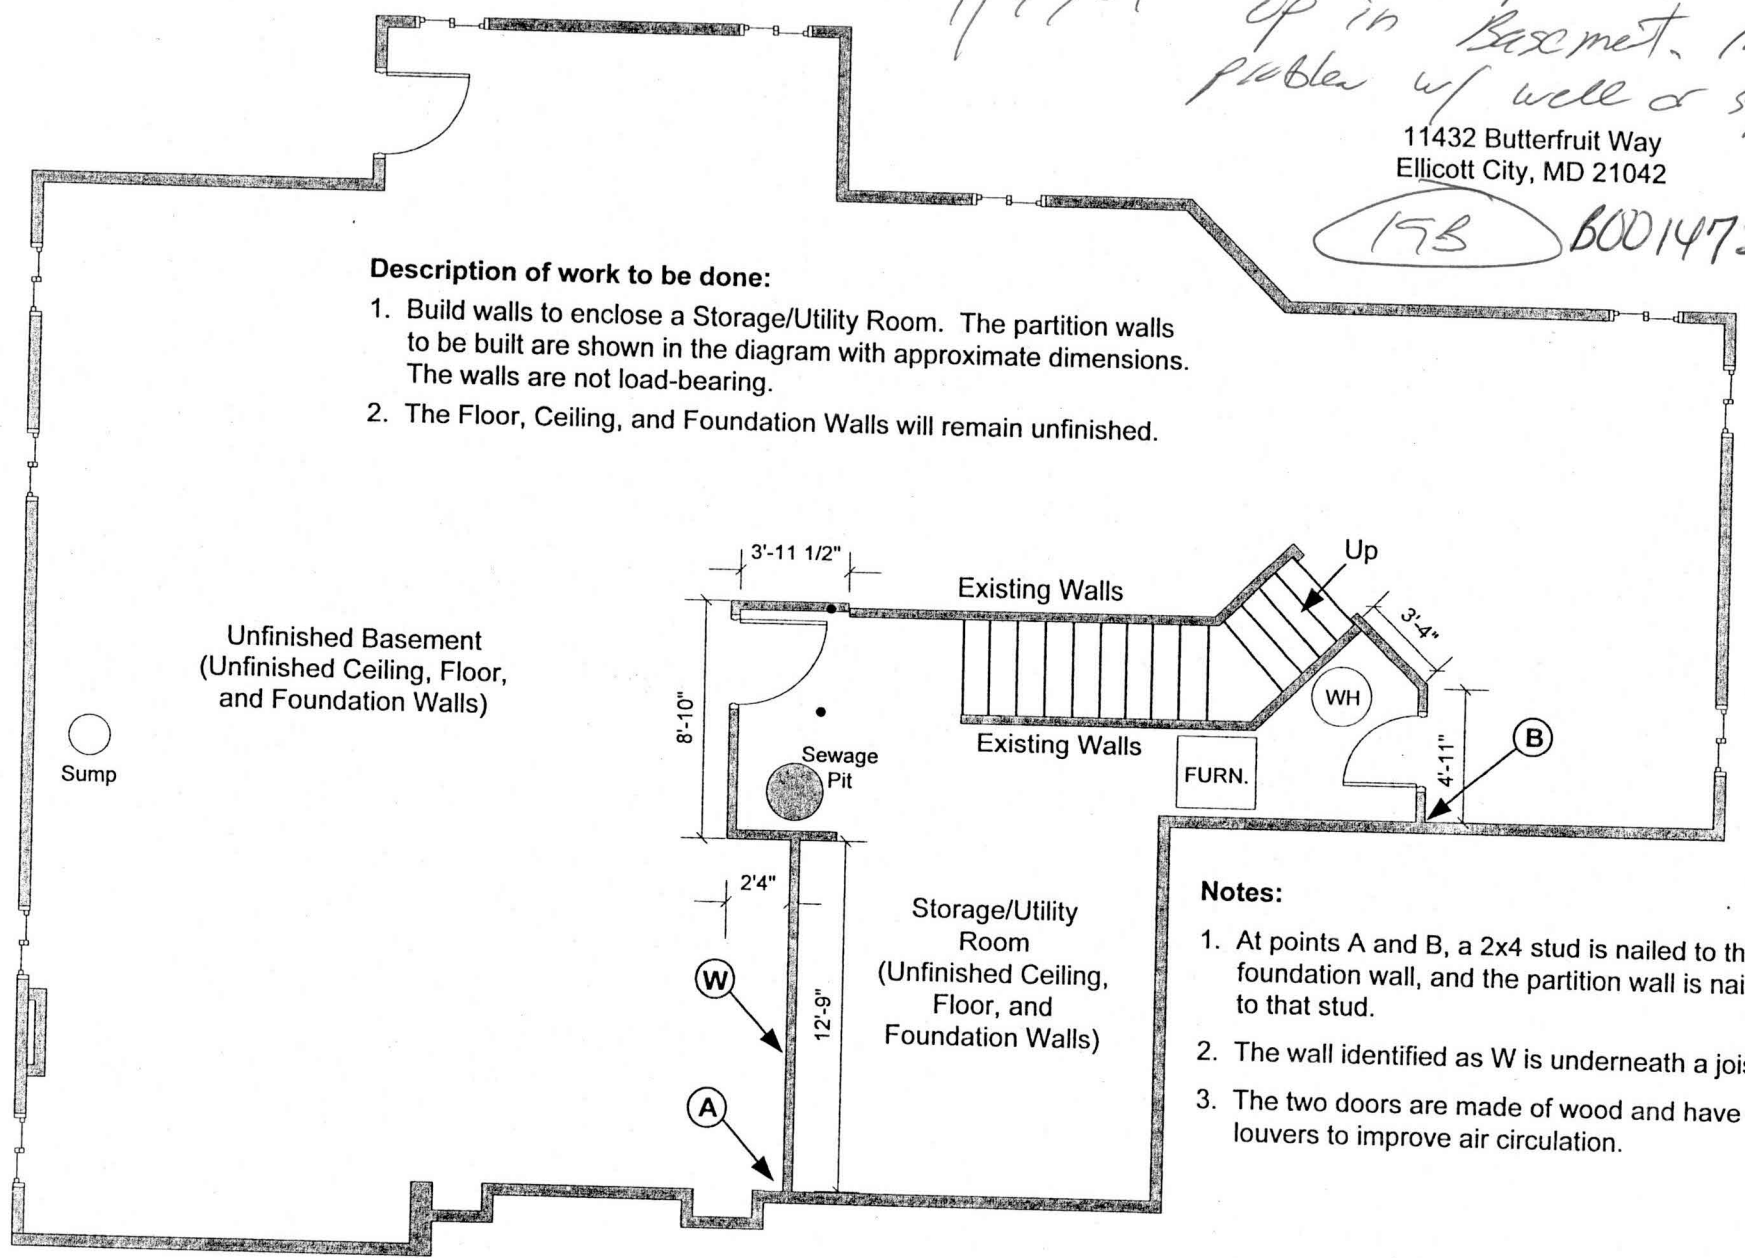 up in Basemet.
w/ well or
11432 Butterfruit Way
Ellicott City, MD 21042
B001473
Description of work to be done:
1. Build walls to enclose a Storage/Utility Room. The partition walls
to be built are shown in the diagram with approximate dimensions.
The walls are not load-bearing.
2. The Floor, Ceiling, and Foundation Walls will remain unfinished.
3'-11 1/2"
Existing Walls
Up
3'-4"
Unfinished Basement
(Unfinished Ceiling, Floor,
and Foundation Walls)
8'-10"
WH
Existing Walls
B
4'-11"
Sump
Sewage
Pit
FURN.
2'4"
12'-9"
W
A
Storage/Utility
Room
(Unfinished Ceiling,
Floor, and
Foundation Walls)
Notes:
1. At points A and B, a 2x4 stud is nailed to th
foundation wall, and the partition wall is nai
to that stud.
2. The wall identified as W is underneath a jois
3. The two doors are made of wood and have
louvers to improve air circulation.